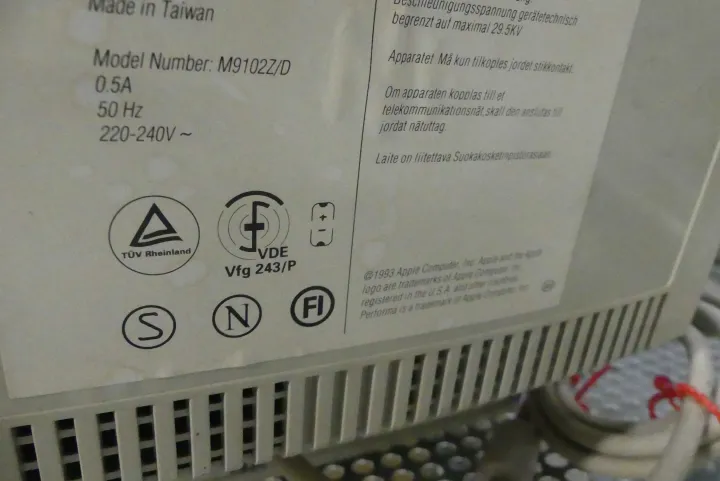 Made in Taiwan
Model Number: M9102Z/D
0.5A
50 Hz
220-240V ~
TÜV Rheinland
VDE
Vfg 243/P
S
N
FI
Bescheunigungsspannung gerätetechnisch
begrenzt auf maximal 29.5KV
Apparatet Må kun tilkoples jordet stikkontakt.
Om apparaten kopplas till et
telekommunikationsnät,skall den anslutas till
jordat nätuttag.
Laite on liitettava Suokakosketinpistorasiaan.
@1993 Apple Computer, Inc. Apple and the Apple
logo are trademarks of Apple Computer, Inc.,
registered in the U.S.A. and other countries.
Performa is a trademark of Apple Computer, Inc.